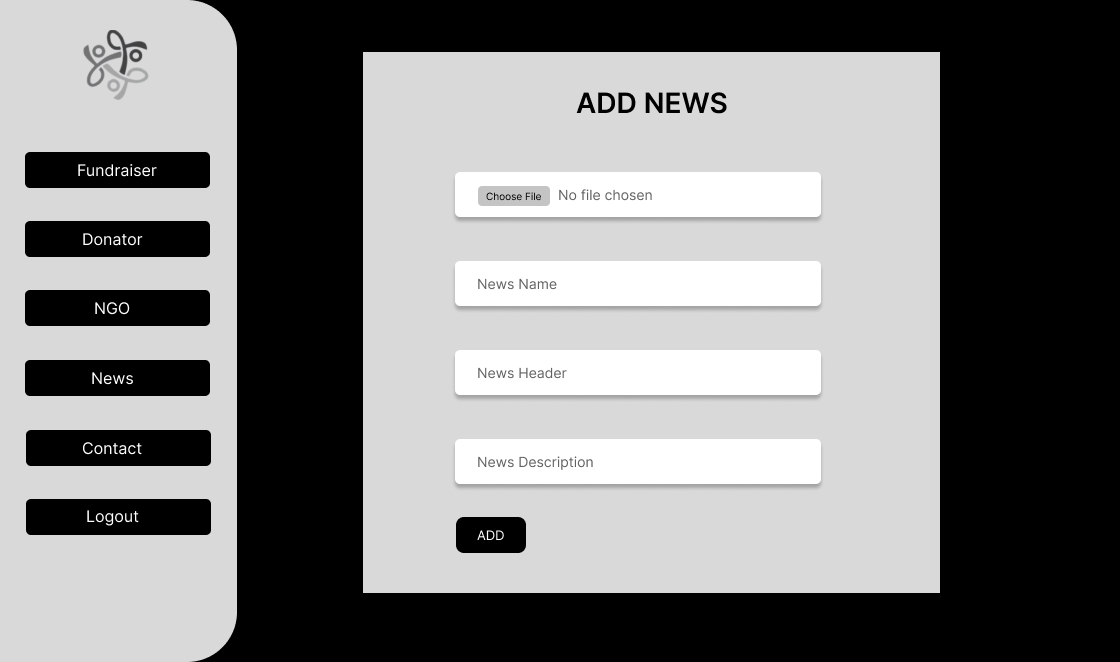 Fundraiser
Donator
NGO
News
Contact
Logout
ADD NEWS
Choose File No file chosen
News Name
News Header
News Description
ADD